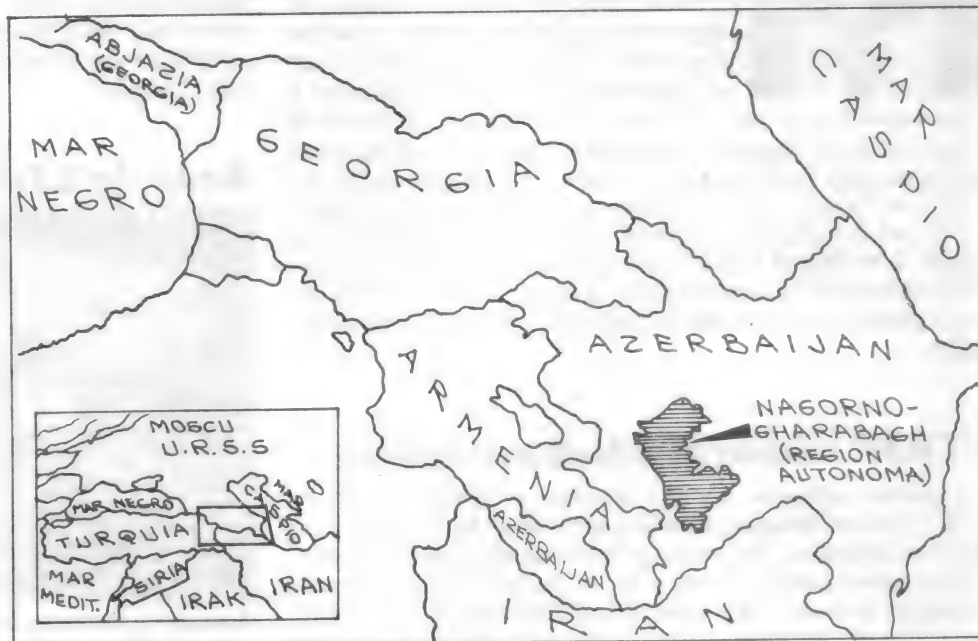 ABJAZIA
(GEORGIA)
MAR
NEGRO
GEORGIA
MAR
CASPIO
ARMENIA
AZERBAIJAN
NAGORNO-
GHARABAGH
(REGION
AUTONOMA)
AZERBAIJAN
IRAN
MOSCU
U.R.S.S
MAR NEGRO
MAR
CASPIO
TURQUIA
MAR
MEDIT.
SIRIA
IRAK
IRAN